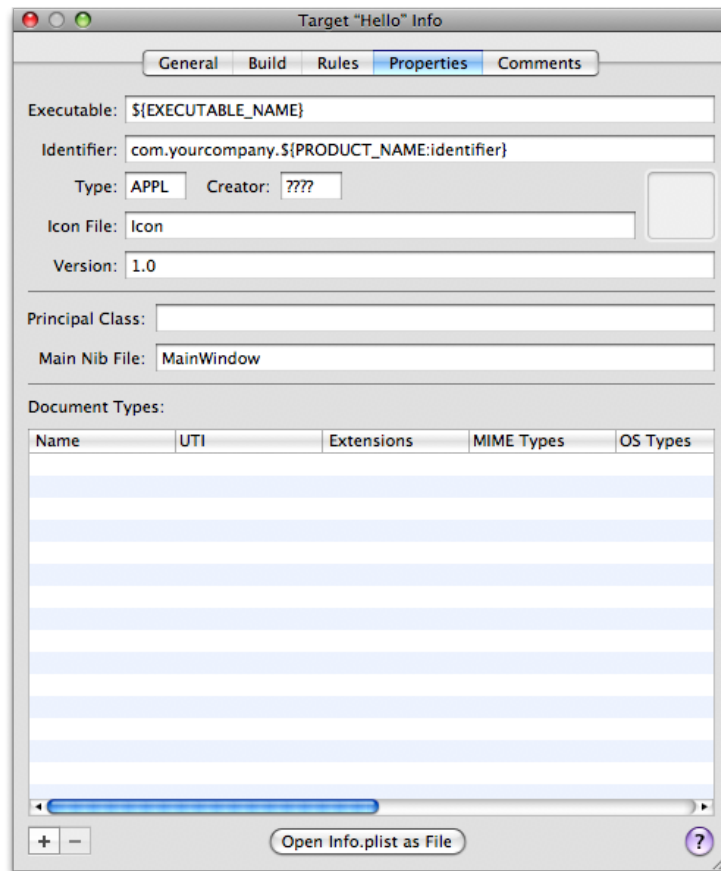 Target “Hello” Info
General Build Rules Properties Comments
Executable: ${EXECUTABLE_NAME}
Identifier: com.yourcompany.${PRODUCT_NAME:identifier}
Type: APPL Creator: ????
Icon File: Icon
Version: 1.0
Principal Class:
Main Nib File: MainWindow
Document Types:
Name UTI Extensions MIME Types OS Types
+ − Open Info.plist as File ?